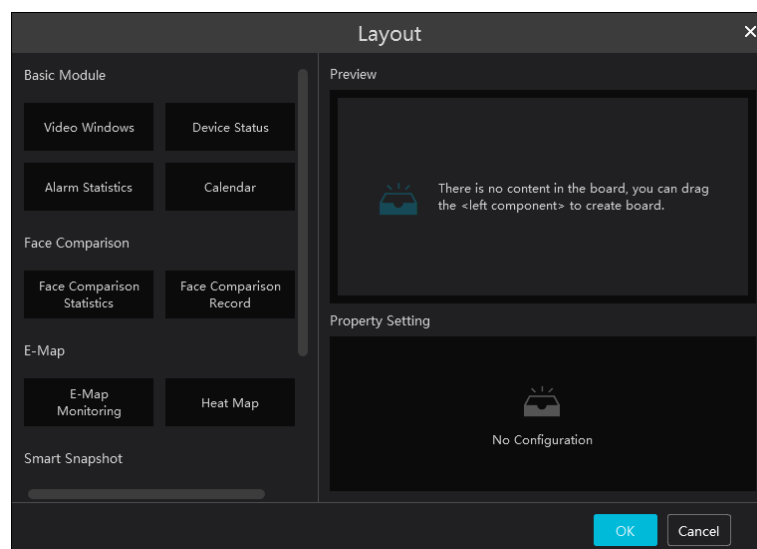 Layout
Basic Module
Video Windows
Device Status
Alarm Statistics
Calendar
Face Comparison
Face Comparison
Statistics
Face Comparison
Record
E-Map
E-Map
Monitoring
Heat Map
Smart Snapshot
Preview
There is no content in the board, you can drag
the <left component> to create board.
Property Setting
No Configuration
OK
Cancel